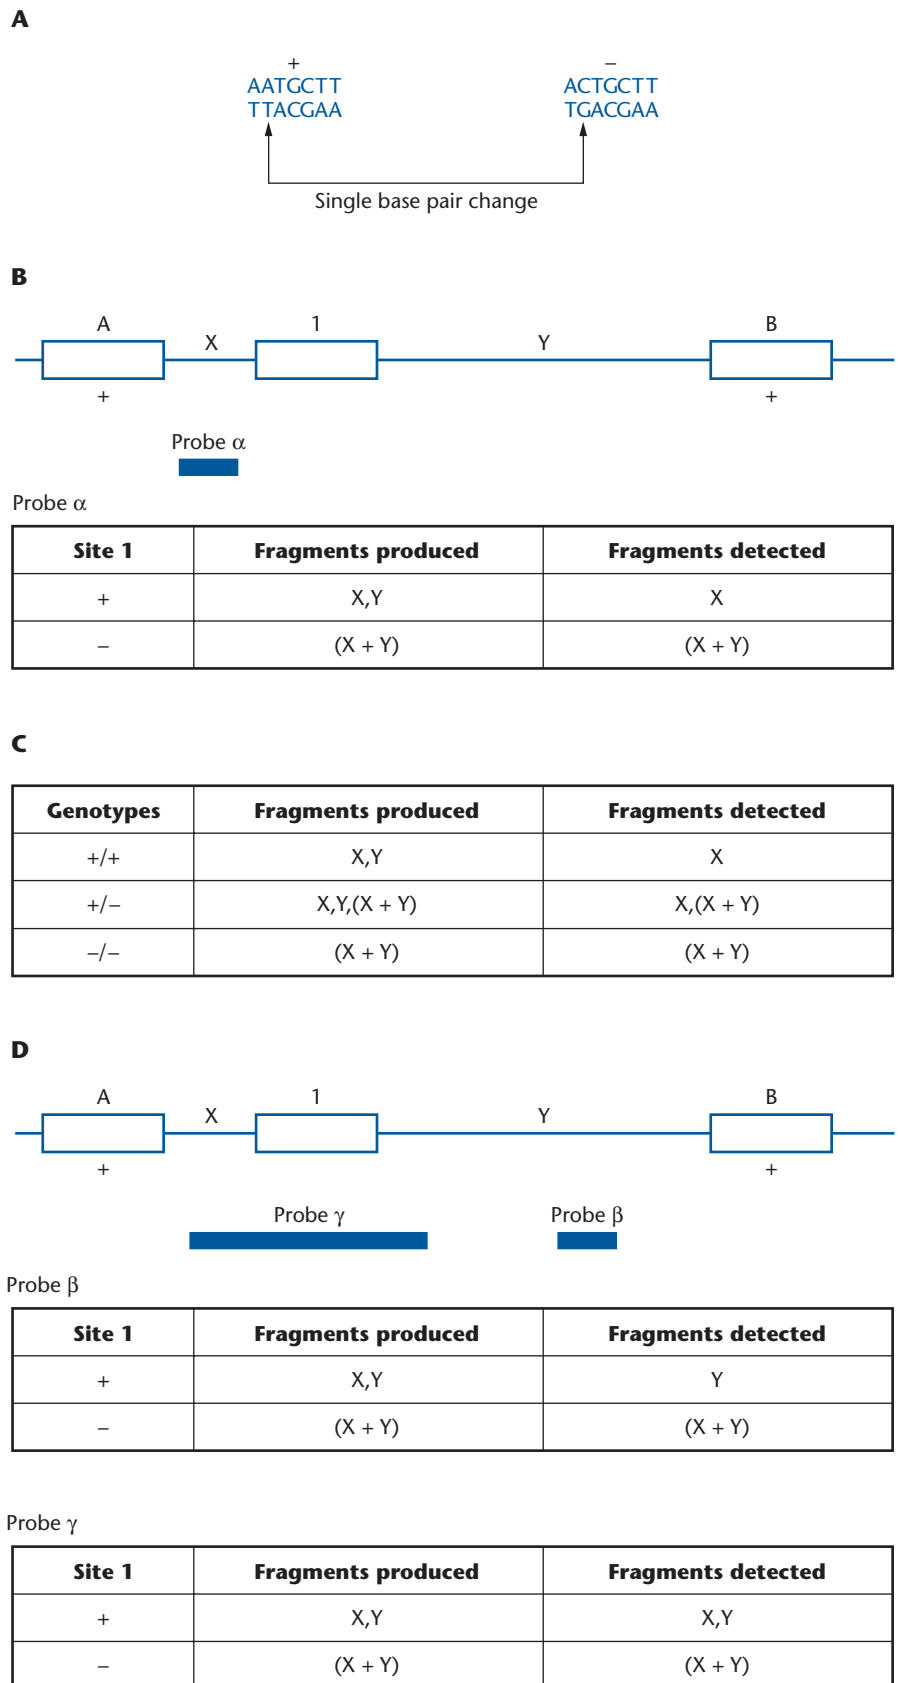 A
+ –
AATGCTT ACTGCTT
TTACGAA TGACGAA
Single base pair change
B
A X 1 Y B
+ +
Probe α
Probe α
Site 1 Fragments produced Fragments detected
+ X,Y X
– (X + Y) (X + Y)
C
Genotypes Fragments produced Fragments detected
+/+ X,Y X
+/– X,Y,(X + Y) X,(X + Y)
–/– (X + Y) (X + Y)
D
A X 1 Y B
+ +
Probe γ Probe β
Probe β
Site 1 Fragments produced Fragments detected
+ X,Y Y
– (X + Y) (X + Y)
Probe γ
Site 1 Fragments produced Fragments detected
+ X,Y X,Y
– (X + Y) (X + Y)